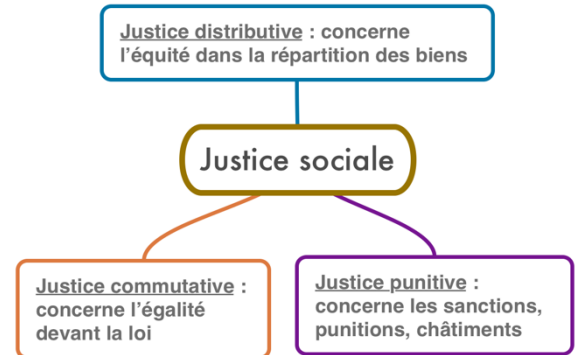 Justice distributive : concerne
l'équité dans la répartition des biens
Justice sociale
Justice commutative :
concerne l'égalité
devant la loi
Justice punitive :
concerne les sanctions,
punitions, châtiments